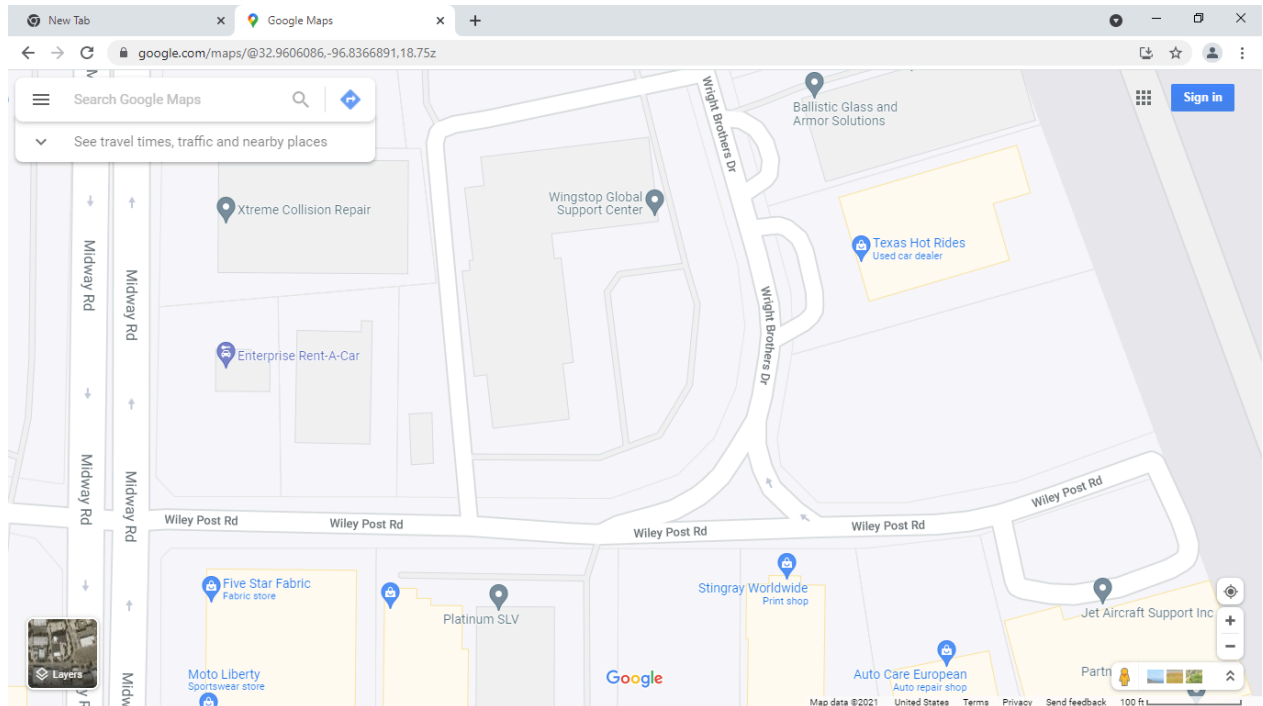 New Tab
Google Maps
google.com/maps/@32.9606086,-96.8366891,18.75z
Search Google Maps
Sign in
See travel times, traffic and nearby places
Wright Brothers Dr
Ballistic Glass and
Armor Solutions
Xtreme Collision Repair
Wingstop Global
Support Center
Texas Hot Rides
Used car dealer
Midway Rd
Midway Rd
Wright Brothers Dr
Enterprise Rent-A-Car
Midway Rd
Midway Rd
Wiley Post Rd
Wiley Post Rd
Wiley Post Rd
Wiley Post Rd
Wiley Post Rd
Five Star Fabric
Fabric store
Platinum SLV
Stingray Worldwide
Print shop
Jet Aircraft Support Inc
Layers
Moto Liberty
Sportswear store
Google
Auto Care European
Auto repair shop
Partn
Map data ©2021 United States Terms Privacy Send feedback 100 ft